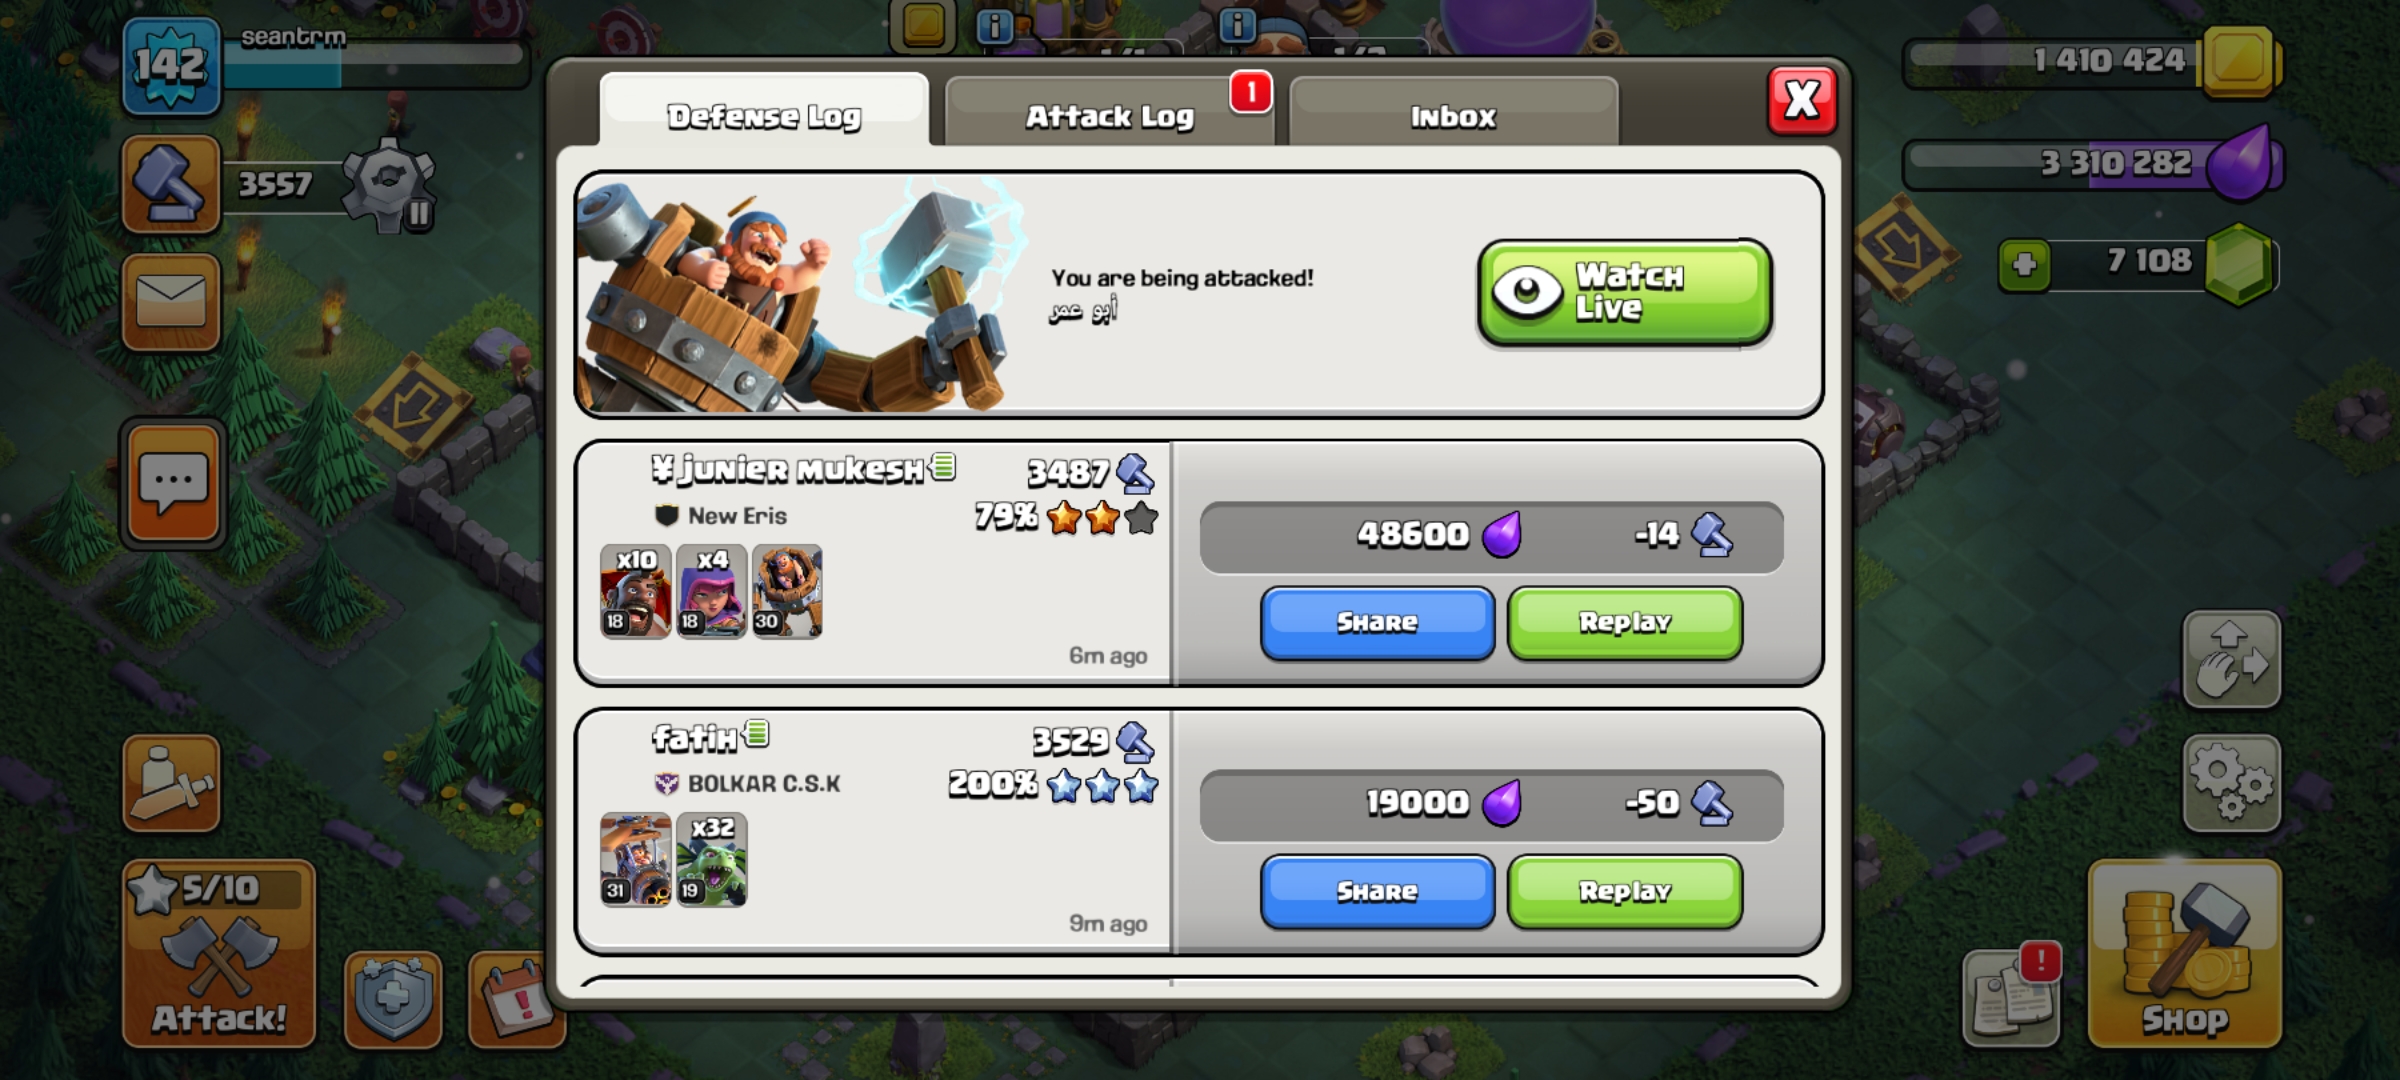 142
seantrm
3557
Defense Log
Attack Log
1
Inbox
X
1 410 424
3 310 282
7 108
You are being attacked!
أبو عمر
Watch
Live
¥ junier mukesh
3487
New Eris
79%
x10
x4
18
18
30
6m ago
48600
-14
Share
Replay
fatih
3529
BOLKAR C.S.K
200%
x32
31
19
9m ago
19000
-50
Share
Replay
5/10
Attack!
!
Shop